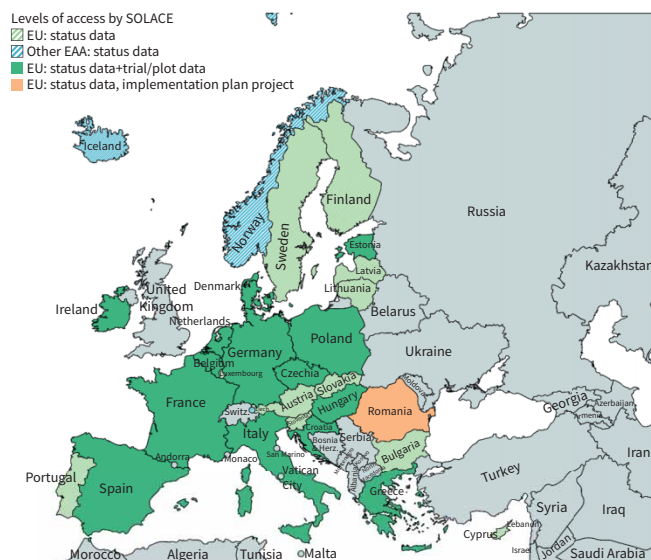 Levels of access by SOLACE
EU: status data
Other EAA: status data
EU: status data+trial/plot data
EU: status data, implementation plan project
Iceland
Norway
Sweden
Finland
Russia
Estonia
Latvia
Lithuania
Denmark
Ireland
United
Kingdom
Netherlands
Belarus
Kazakhstan
Poland
Germany
Belgium
Luxembourg
Czechia
Ukraine
Slovakia
Austria
Hungary
Moldova
France
Switz.
Romania
Croatia
Italy
Bosnia
& Herz.
Serbia
Bulgaria
Georgia
Azerbaijan
Armenia
Andorra
Monaco
San Marino
Vatican
City
Albania
Portugal
Spain
Greece
Turkey
Iran
Syria
Iraq
Cyprus
Lebanon
Israel
Jordan
Saudi Arabia
Morocco
Algeria
Tunisia
Malta